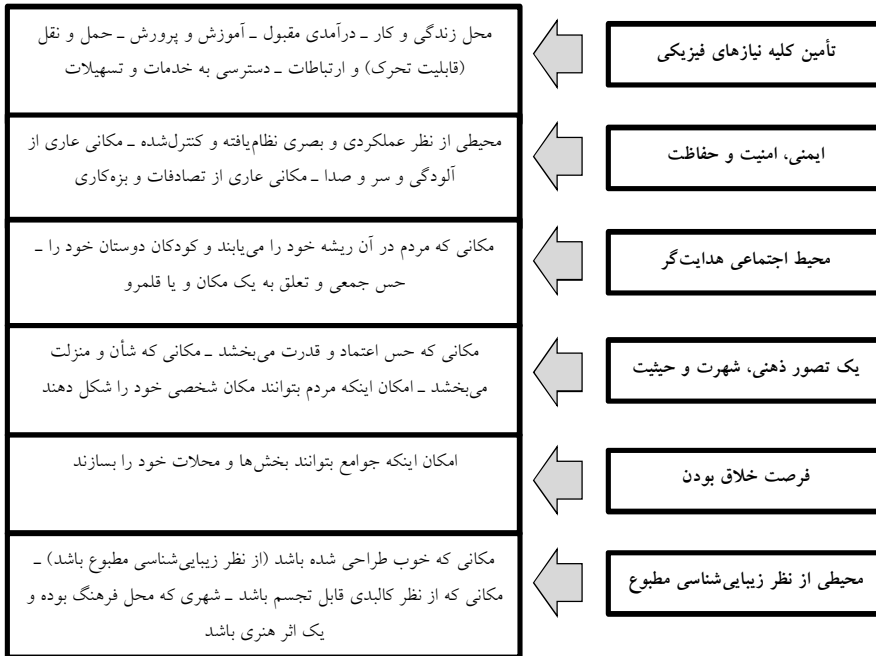 تأمین کلیه نیازهای فیزیکی
محل زندگی و کار ـ درآمدی مقبول ـ آموزش و پرورش ـ حمل و نقل
(قابلیت تحرک) و ارتباطات ـ دسترسی به خدمات و تسهیلات
ایمنی، امنیت و حفاظت
محیطی از نظر عملکردی و بصری نظام‌یافته و کنترل‌شده ـ مکانی عاری از
آلودگی و سر و صدا ـ مکانی عاری از تصادفات و بزه‌کاری
محیط اجتماعی هدایت‌گر
مکانی که مردم در آن ریشه خود را می‌یابند و کودکان دوستان خود را ـ
حس جمعی و تعلق به یک مکان و یا قلمرو
یک تصور ذهنی، شهرت و حیثیت
مکانی که حس اعتماد و قدرت می‌بخشد ـ مکانی که شأن و منزلت
می‌بخشد ـ امکان اینکه مردم بتوانند مکان شخصی خود را شکل دهند
فرصت خلاق بودن
امکان اینکه جوامع بتوانند بخش‌ها و محلات خود را بسازند
محیطی از نظر زیبایی‌شناسی مطبوع
مکانی که خوب طراحی شده باشد (از نظر زیبایی‌شناسی مطبوع باشد) ـ
مکانی که از نظر کالبدی قابل تجسم باشد ـ شهری که محل فرهنگ بوده و
یک اثر هنری باشد